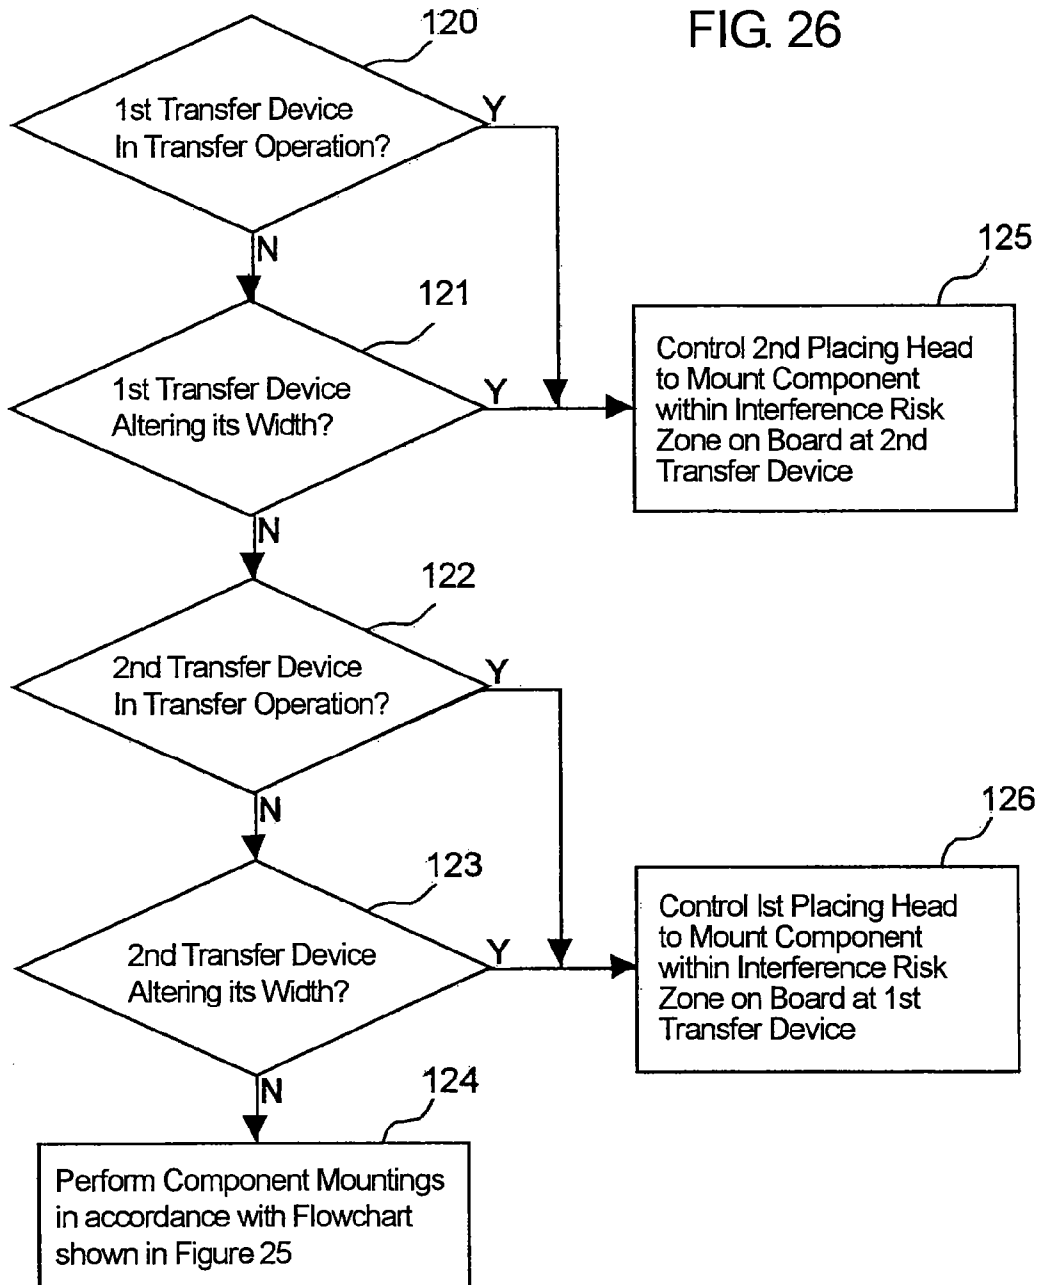 FIG. 26
120
1st Transfer Device
In Transfer Operation?
Y
N
121
1st Transfer Device
Altering its Width?
Y
N
125
Control 2nd Placing Head
to Mount Component
within Interference Risk
Zone on Board at 2nd
Transfer Device
122
2nd Transfer Device
In Transfer Operation?
Y
N
123
2nd Transfer Device
Altering its Width?
Y
N
126
Control Ist Placing Head
to Mount Component
within Interference Risk
Zone on Board at 1st
Transfer Device
124
Perform Component Mountings
in accordance with Flowchart
shown in Figure 25